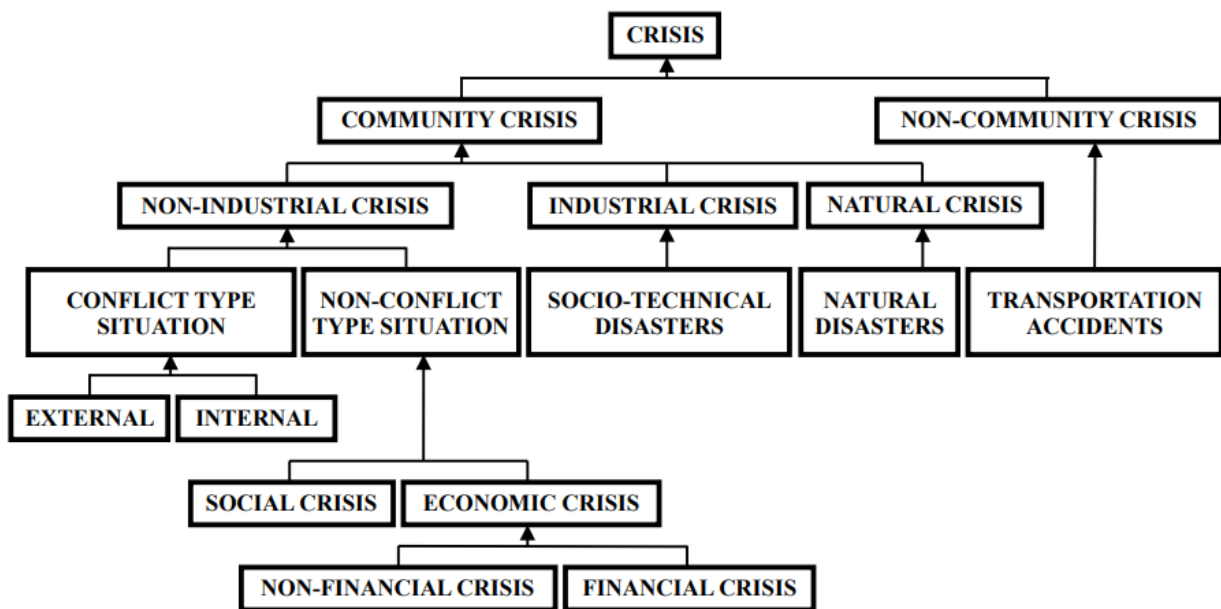 CRISIS
COMMUNITY CRISIS
NON-COMMUNITY CRISIS
NON-INDUSTRIAL CRISIS
INDUSTRIAL CRISIS
NATURAL CRISIS
CONFLICT TYPE
SITUATION
NON-CONFLICT
TYPE SITUATION
SOCIO-TECHNICAL
DISASTERS
NATURAL
DISASTERS
TRANSPORTATION
ACCIDENTS
EXTERNAL
INTERNAL
SOCIAL CRISIS
ECONOMIC CRISIS
NON-FINANCIAL CRISIS
FINANCIAL CRISIS